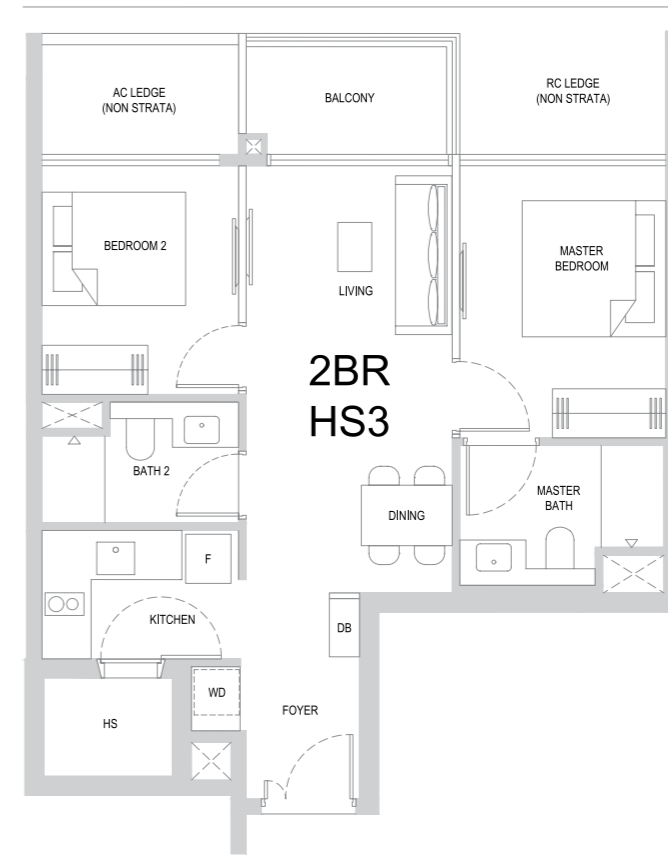 AC LEDGE
(NON STRATA)
BALCONY
RC LEDGE
(NON STRATA)
BEDROOM 2
MASTER
BEDROOM
LIVING
2BR
HS3
BATH 2
DINING
MASTER
BATH
F
KITCHEN
DB
WD
HS
FOYER